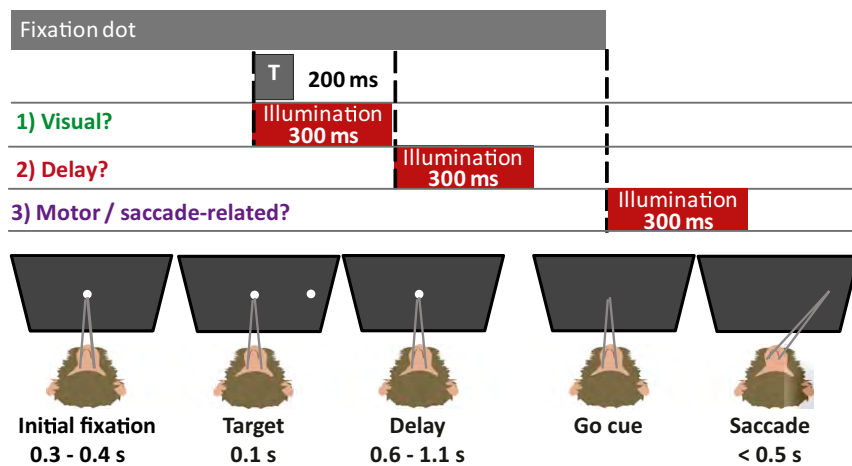 Fixation dot
T
200 ms
1) Visual?
Illumination
300 ms
2) Delay?
Illumination
300 ms
3) Motor / saccade-related?
Illumination
300 ms
Initial fixation
0.3 - 0.4 s
Target
0.1 s
Delay
0.6 - 1.1 s
Go cue
Saccade
< 0.5 s